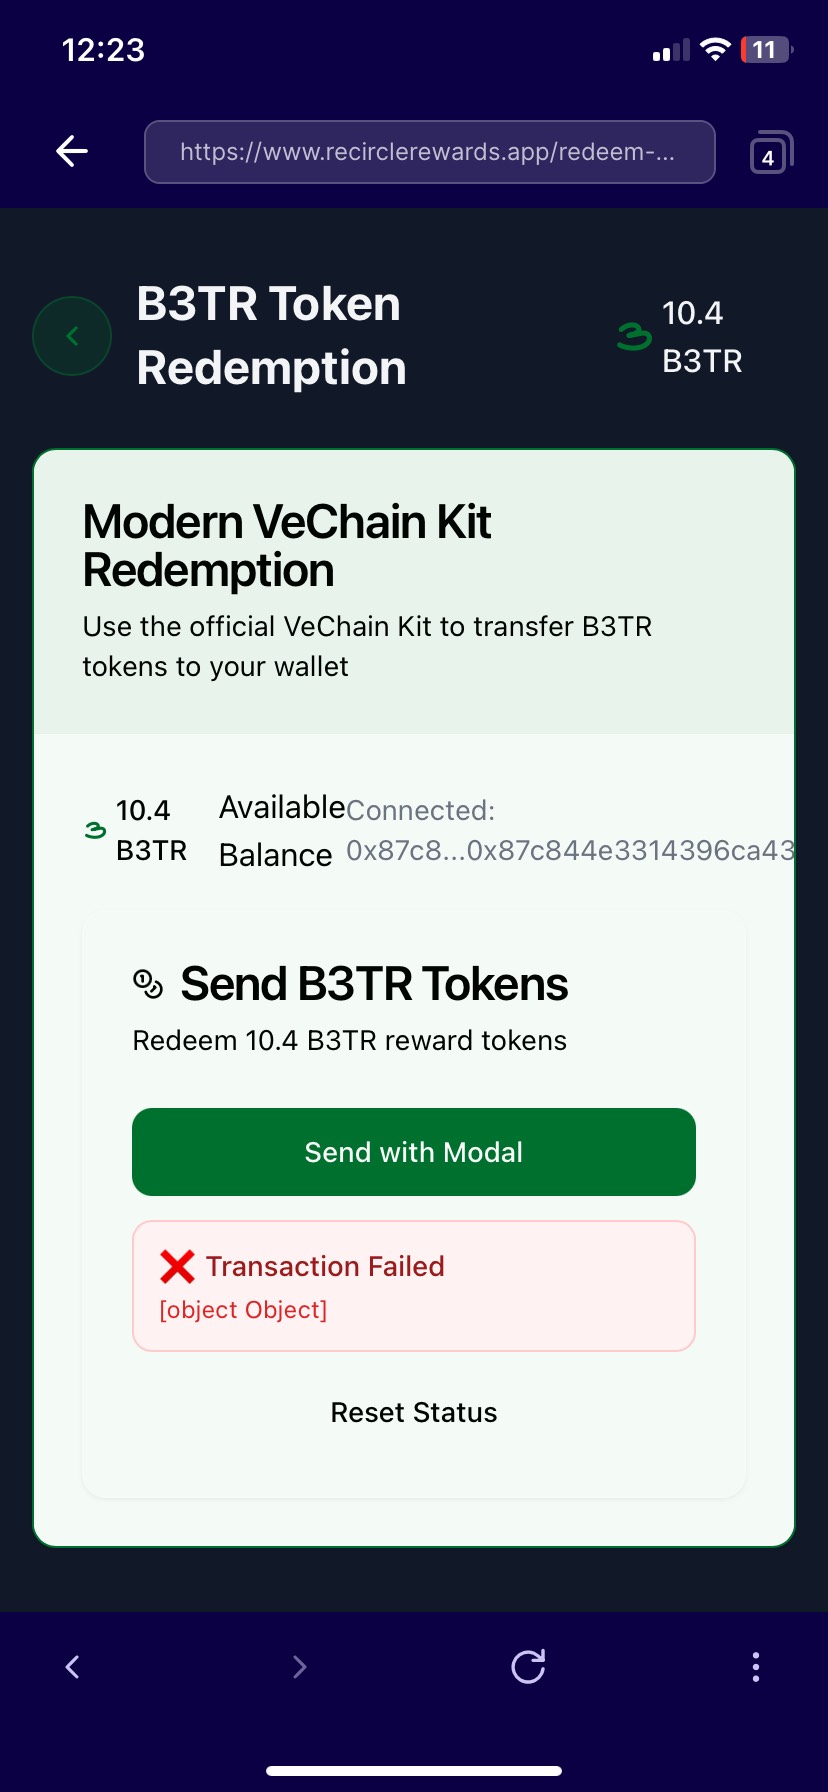 12:23
11
https://www.recirclerewards.app/redeem-...
4
B3TR Token
Redemption
10.4
B3TR
Modern VeChain Kit
Redemption
Use the official VeChain Kit to transfer B3TR
tokens to your wallet
10.4
B3TR
Available
Balance
Connected:
0x87c8...0x87c844e3314396ca43
Send B3TR Tokens
Redeem 10.4 B3TR reward tokens
Send with Modal
❌ Transaction Failed
[object Object]
Reset Status